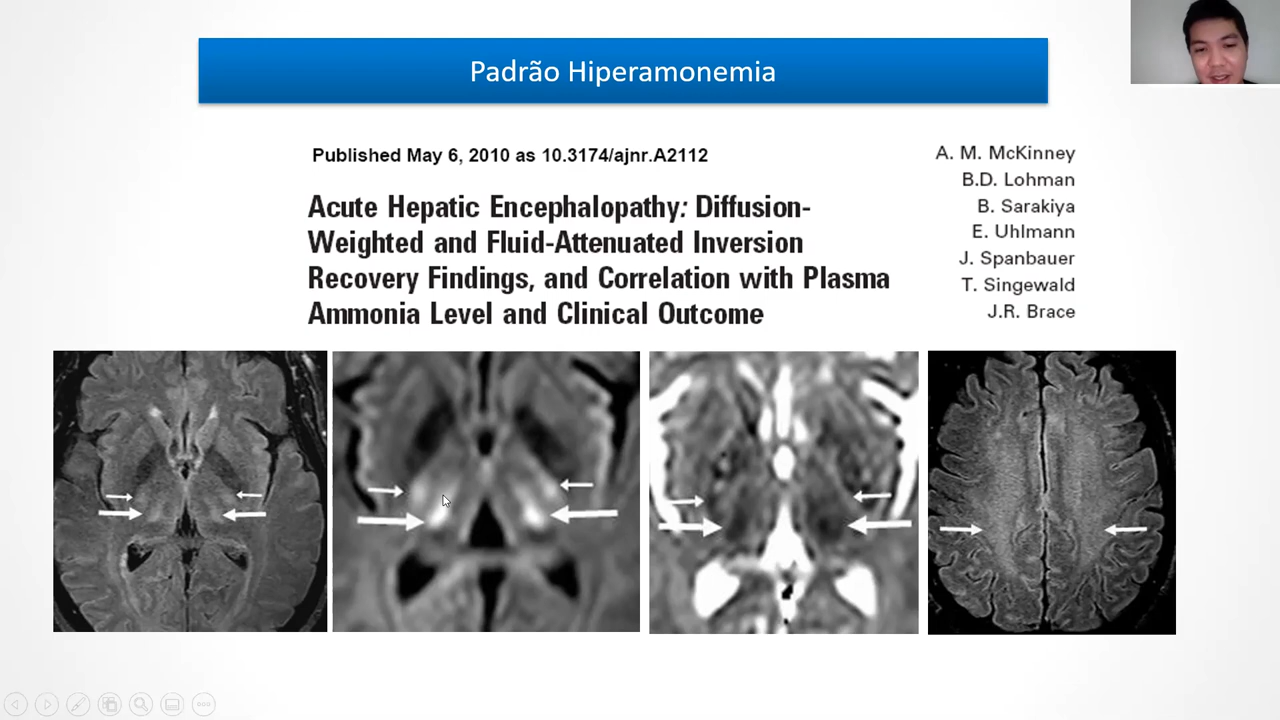 Padrão Hiperamonemia
Published May 6, 2010 as 10.3174/ajnr.A2112
Acute Hepatic Encephalopathy: Diffusion-
Weighted and Fluid-Attenuated Inversion
Recovery Findings, and Correlation with Plasma
Ammonia Level and Clinical Outcome
A. M. McKinney
B.D. Lohman
B. Sarakiya
E. Uhlmann
J. Spanbauer
T. Singewald
J.R. Brace